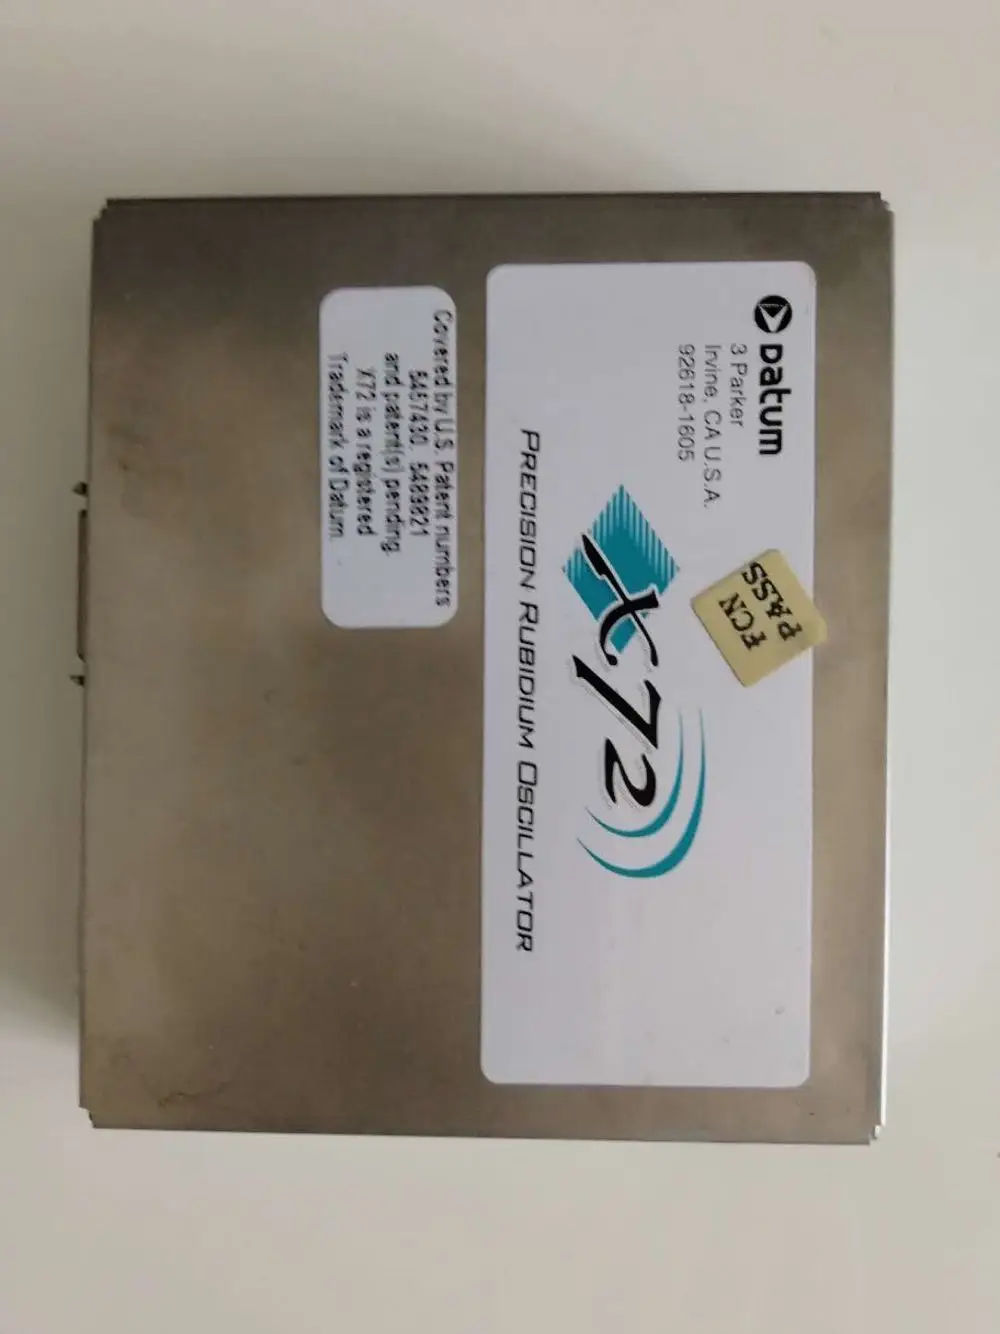 Datum
3 Parker
Irvine, CA U.S.A.
92618-1605
FCN
PASS
X72
PRECISION RUBIDIUM OSCILLATOR
Covered by U.S. Patent numbers
5457430, 5489821
and patent(s) pending.
X72 is a registered
Trademark of Datum.